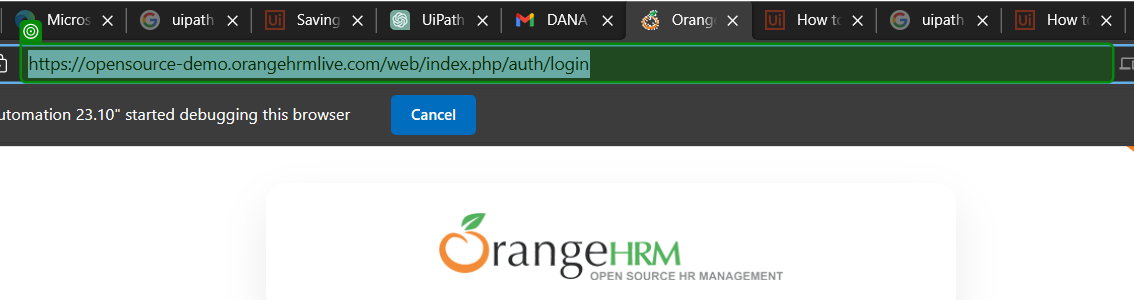 Micros uipath Saving UiPath DANA Orange How to uipath How to
https://opensource-demo.orangehrmlive.com/web/index.php/auth/login
utomation 23.10" started debugging this browser Cancel
OrangeHRM
OPEN SOURCE HR MANAGEMENT